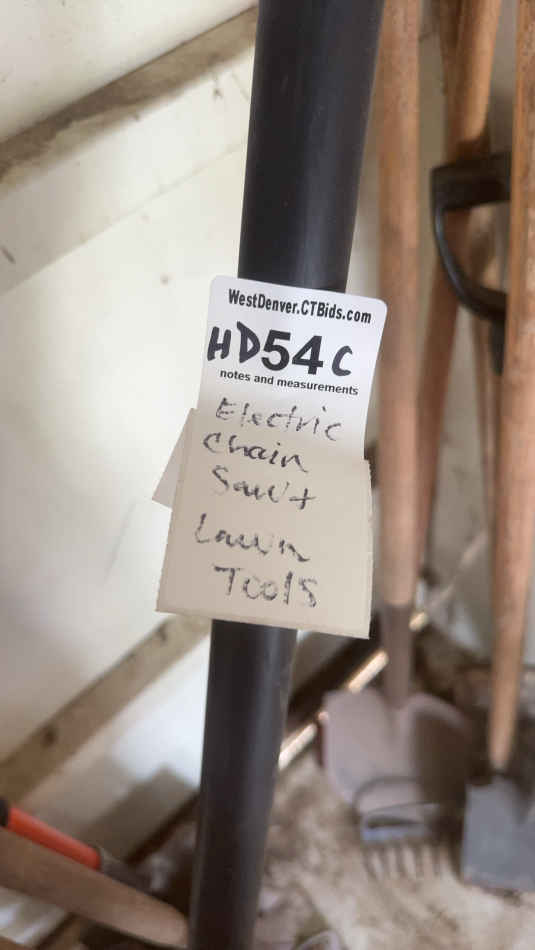 WestDenver.CTBids.com
HD54C
notes and measurements
Electric
Chain
Saw +
Lawn
Tools